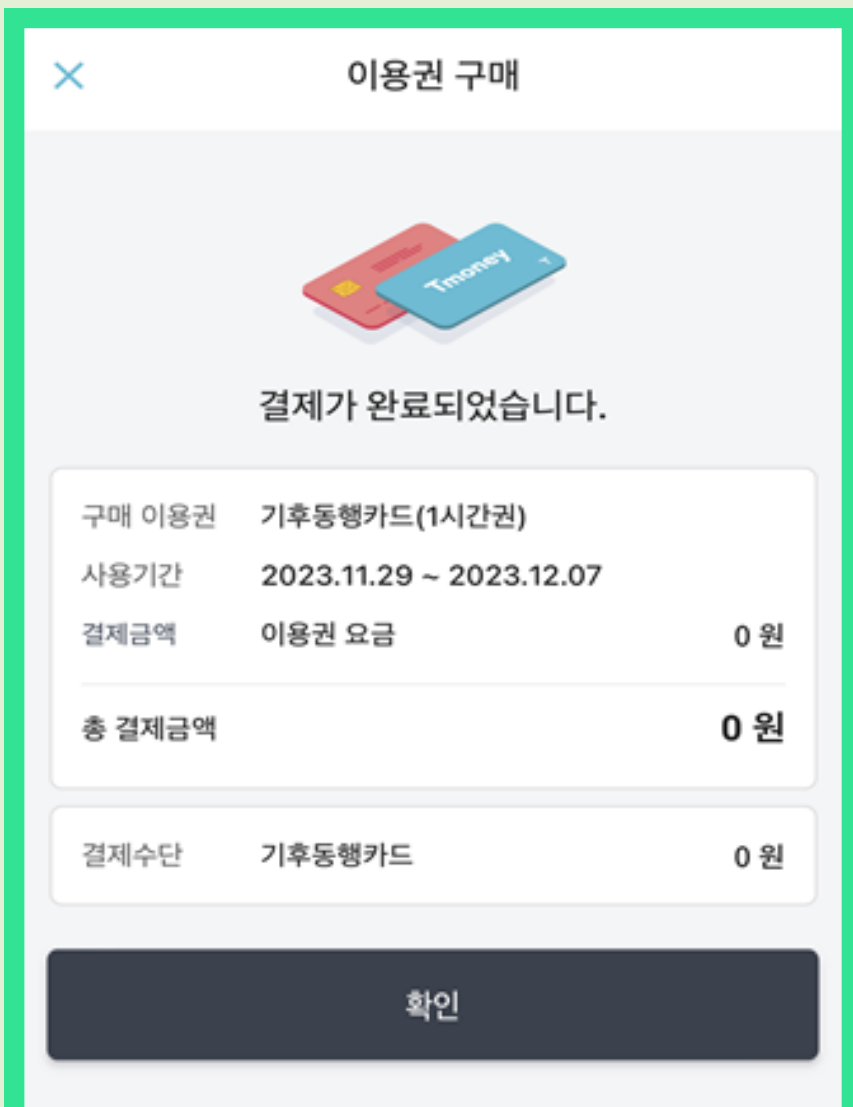 이용권 구매
Tmoney T
결제가 완료되었습니다.
구매 이용권 기후동행카드(1시간권)
사용기간 2023.11.29 ~ 2023.12.07
결제금액 이용권 요금 0 원
총 결제금액 0 원
결제수단 기후동행카드 0 원
확인